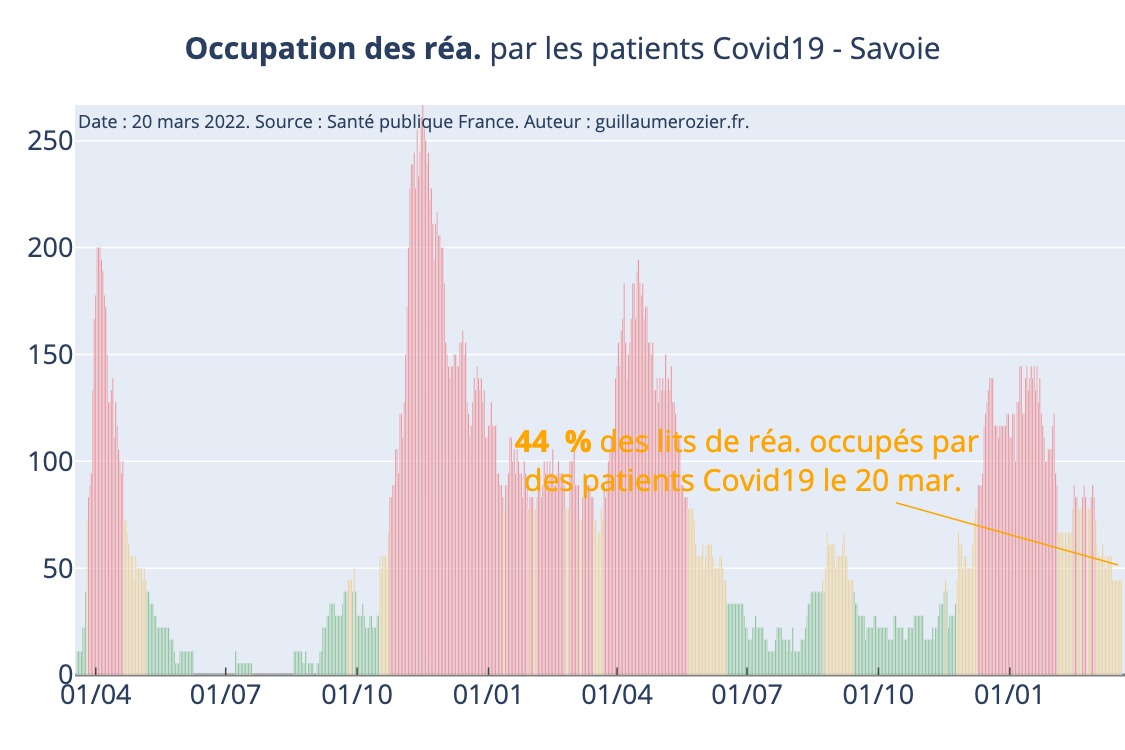 Occupation des réa. par les patients Covid19 - Savoie
Date : 20 mars 2022. Source : Santé publique France. Auteur : guillaumerozier.fr.
250
200
150
44 % des lits de réa. occupés par
100
des patients Covid19 le 20 mar.
50
0
01/04 01/07 01/10 01/01 01/04 01/07 01/10 01/01